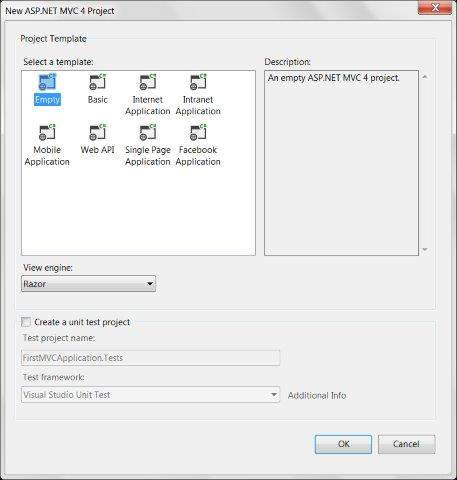 New ASP.NET MVC 4 Project
Project Template
Select a template:
Description:
Empty
Basic
Internet Application
Intranet Application
An empty ASP.NET MVC 4 project.
Mobile Application
Web API
Single Page Application
Facebook Application
View engine:
Razor
Create a unit test project
Test project name:
FirstMVCApplication.Tests
Test framework:
Visual Studio Unit Test
Additional Info
OK
Cancel